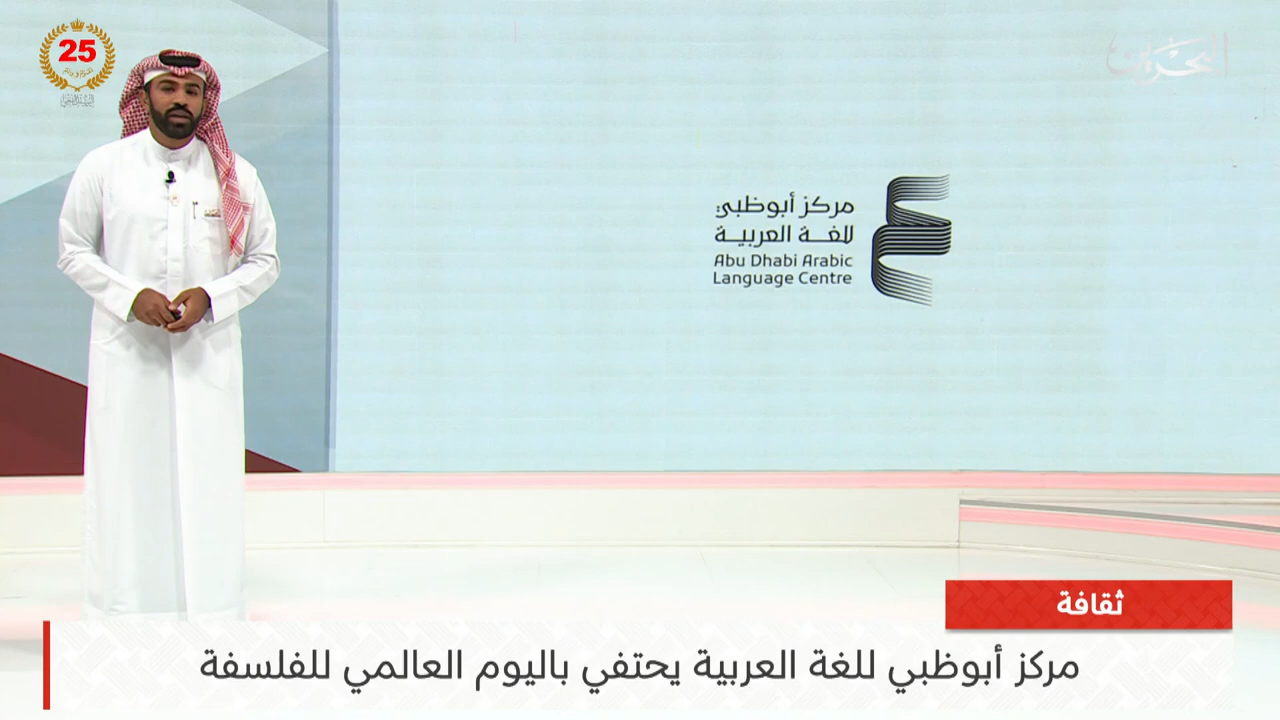 25
البحرين
مركز أبوظبي
للغة العربية
Abu Dhabi Arabic
Language Centre
ثقافة
مركز أبوظبي للغة العربية يحتفي باليوم العالمي للفلسفة